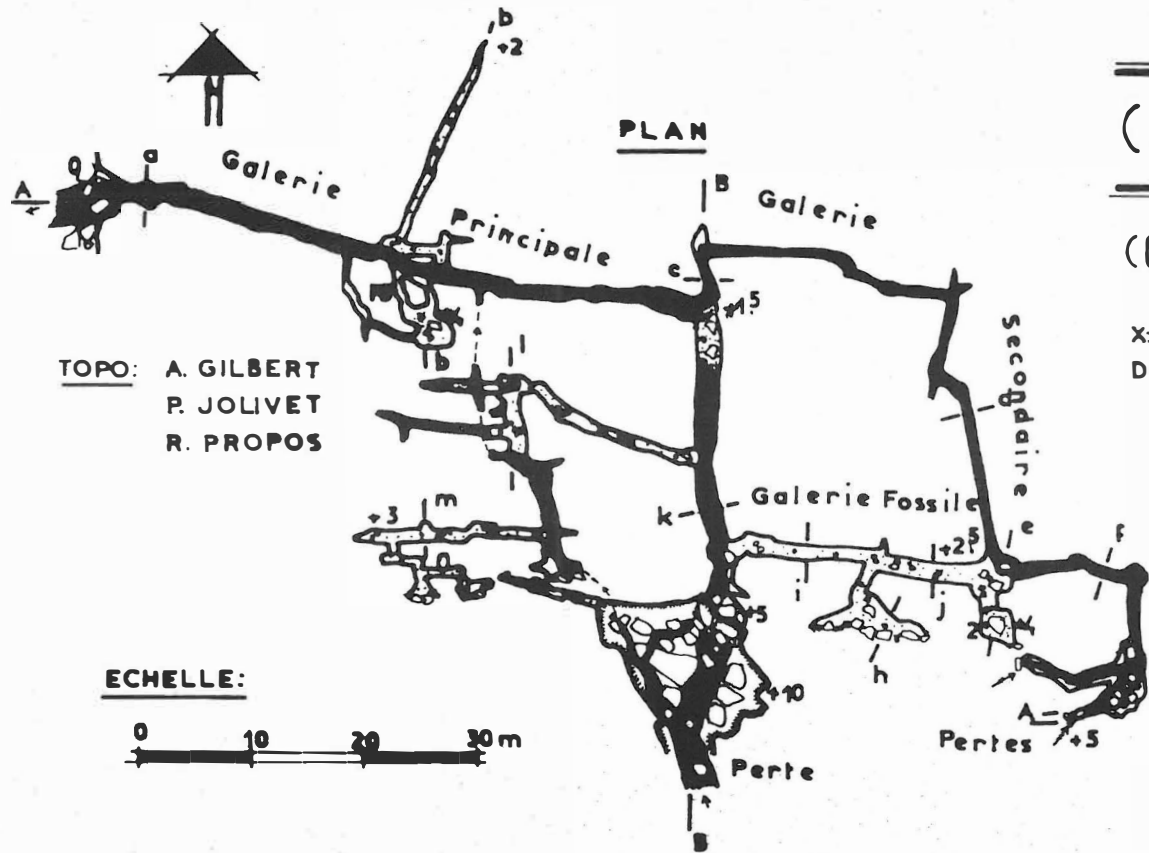 b
+2
PLAN
(
a
Galerie
B
Galerie
A
Principale
c
(
+1.5
b
l
TOPO: A. GILBERT
P. JOLIVET
R. PROPOS
Secondaire
X
D
l
k
Galerie Fossile
m
+3
+2.5
e
f
i
j
+5
2
h
+10
A
+5
Pertes
ECHELLE:
0 10 20 30 m
Perte
B